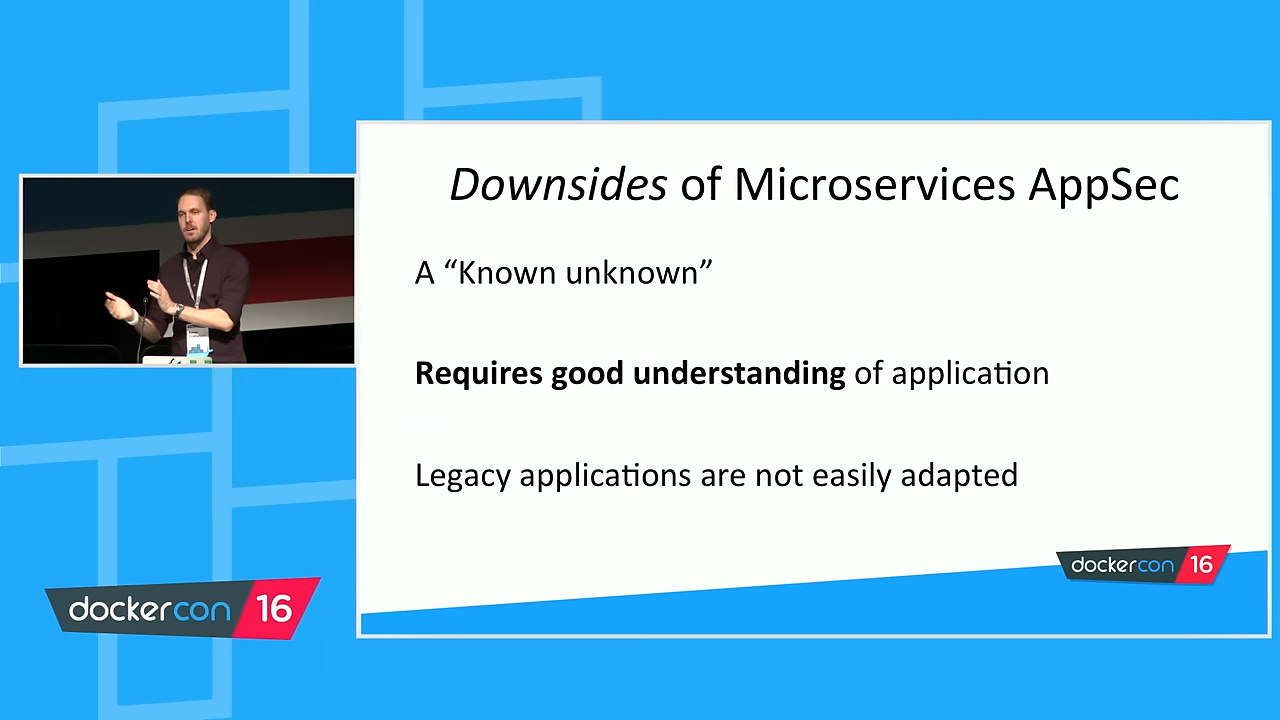 Downsides of Microservices AppSec
A “Known unknown”
Requires good understanding of application
Legacy applications are not easily adapted
dockercon 16
dockercon 16